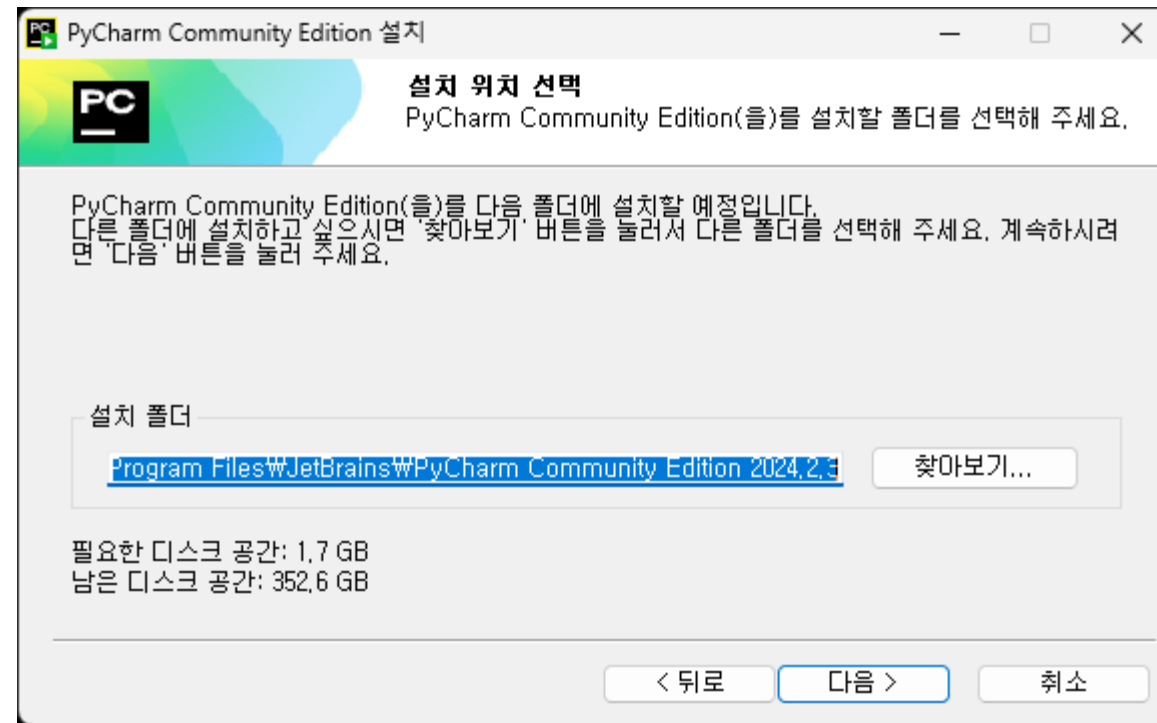 PyCharm Community Edition 설치
PC
설치 위치 선택
PyCharm Community Edition(을)를 설치할 폴더를 선택해 주세요.
PyCharm Community Edition(을)를 다음 폴더에 설치할 예정입니다.
다른 폴더에 설치하고 싶으시면 '찾아보기' 버튼을 눌러서 다른 폴더를 선택해 주세요. 계속하시려
면 '다음' 버튼을 눌러 주세요.
설치 폴더
Program Files₩JetBrains₩PyCharm Community Edition 2024.2.3
찾아보기...
필요한 디스크 공간: 1.7 GB
남은 디스크 공간: 352.6 GB
< 뒤로
다음 >
취소